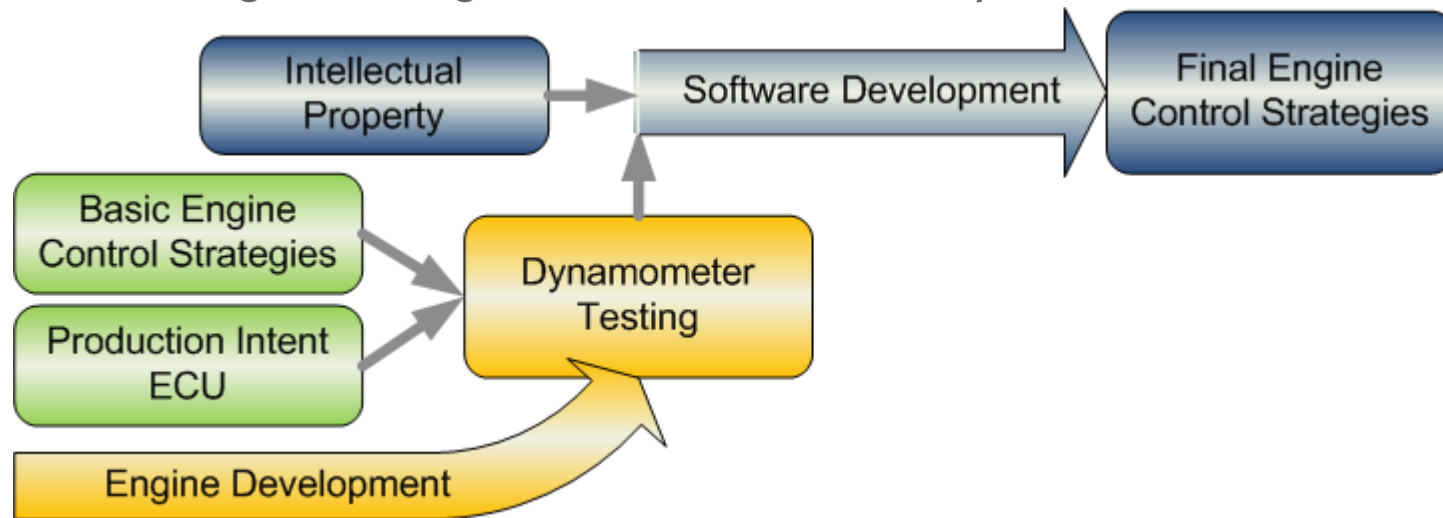 Intellectual
Property
Software Development
Final Engine
Control Strategies
Basic Engine
Control Strategies
Dynamometer
Testing
Production Intent
ECU
Engine Development